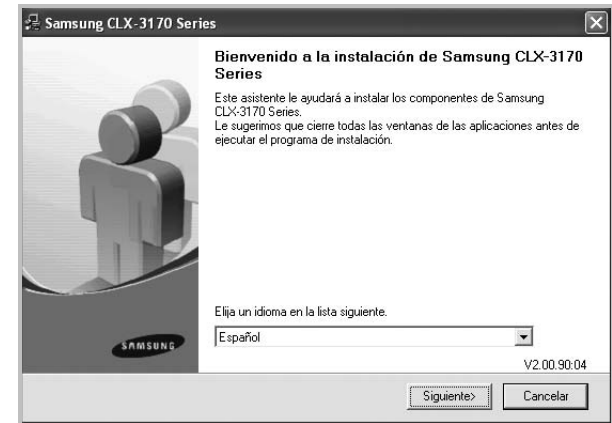 Samsung CLX-3170 Series
Bienvenido a la instalación de Samsung CLX-3170
Series
Este asistente le ayudará a instalar los componentes de Samsung
CLX-3170 Series.
Le sugerimos que cierre todas las ventanas de las aplicaciones antes de
ejecutar el programa de instalación.
Elija un idioma en la lista siguiente.
Español
SAMSUNG
V2.00.90:04
Siguiente>
Cancelar